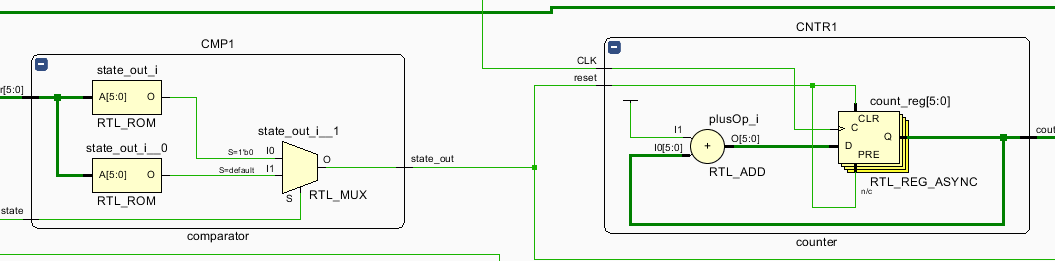 CMP1
state_out_i
r[5:0]
A[5:0]
O
RTL_ROM
state_out_i__0
A[5:0]
O
RTL_ROM
state_out_i__1
S=1'b0
I0
S=default
I1
O
S
RTL_MUX
state_out
state
comparator
CNTR1
CLK
reset
plusOp_i
I1
I0[5:0]
+
O[5:0]
RTL_ADD
count_reg[5:0]
CLR
C
D
Q
PRE
RTL_REG_ASYNC
n/c
cout
counter